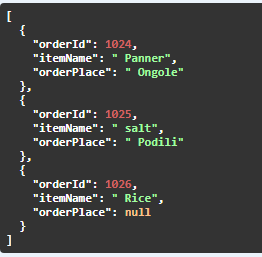 [
  {
    "orderId": 1024,
    "itemName": " Panner",
    "orderPlace": " Ongole"
  },
  {
    "orderId": 1025,
    "itemName": " salt",
    "orderPlace": " Podili"
  },
  {
    "orderId": 1026,
    "itemName": " Rice",
    "orderPlace": null
  }
]